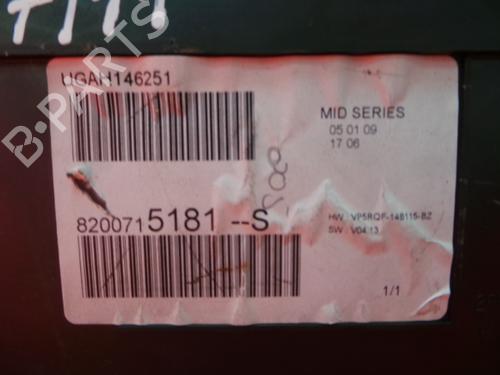 B-PARTS
UGAH146251
MID SERIES
05 01 09
17 06
8200715181 --S
HW: VP5RQF-14B115-BZ
SW: V04.13
1/1